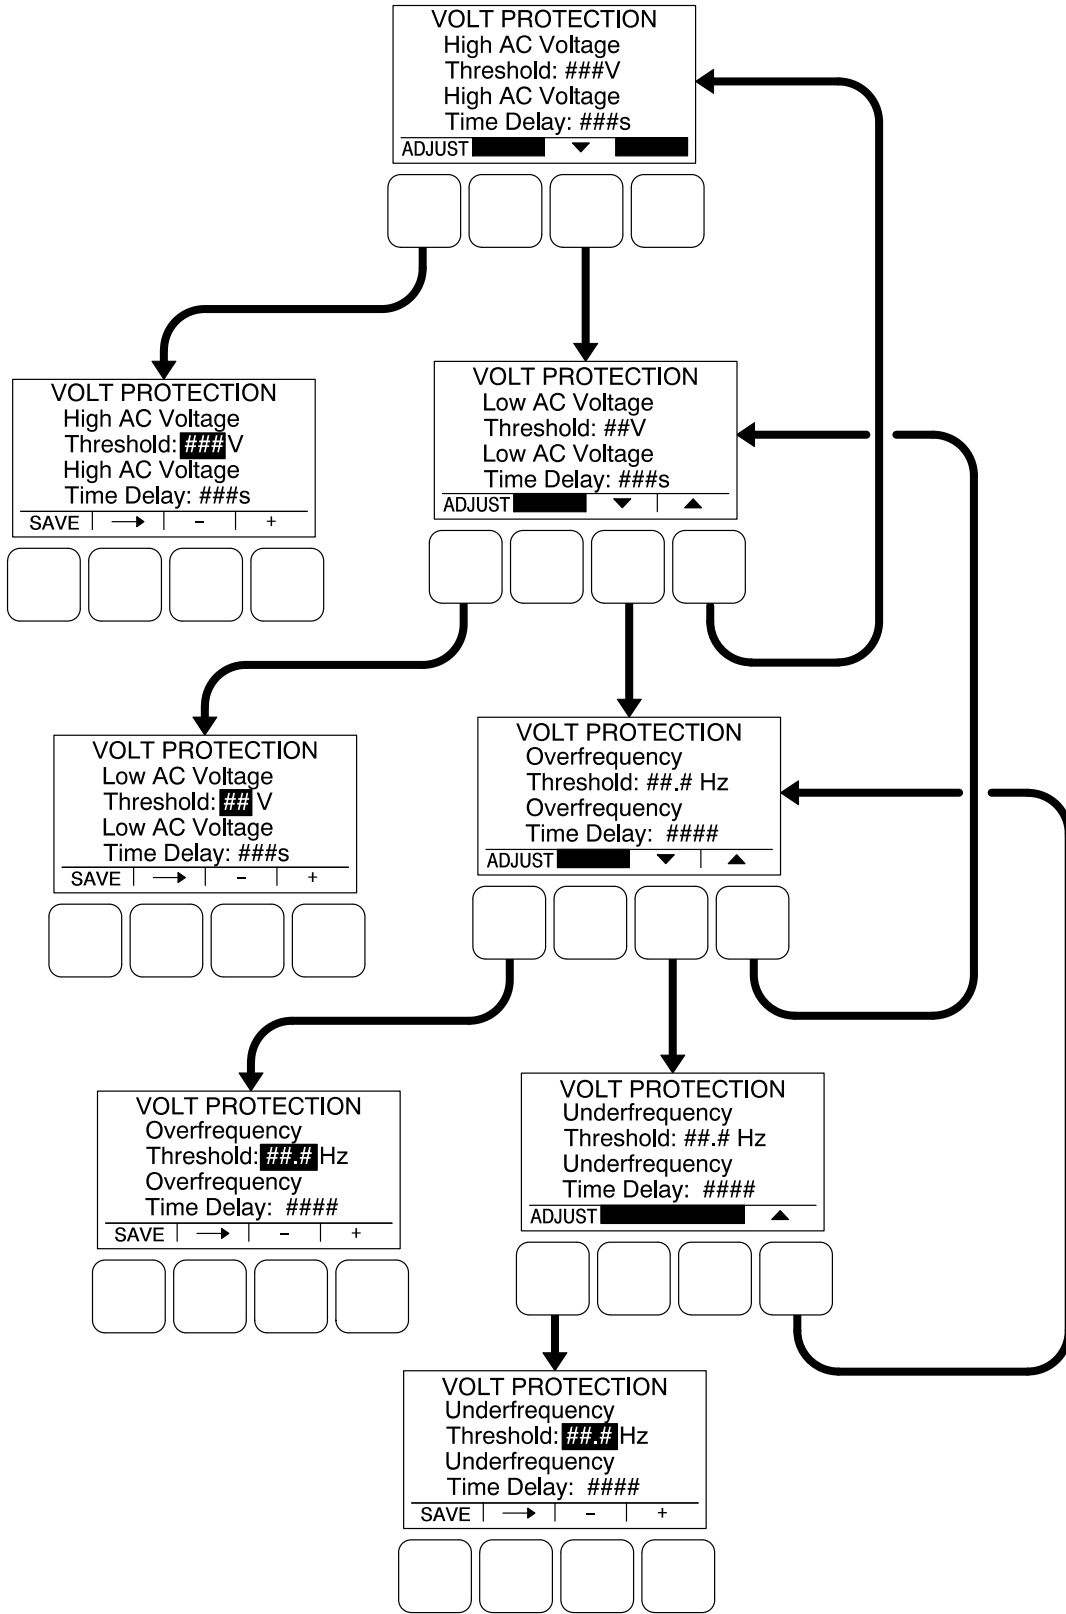 VOLT PROTECTION
High AC Voltage
Threshold: ###V
High AC Voltage
Time Delay: ###s
ADJUST ▼
VOLT PROTECTION
High AC Voltage
Threshold: ### V
High AC Voltage
Time Delay: ###s
SAVE → - +
VOLT PROTECTION
Low AC Voltage
Threshold: ##V
Low AC Voltage
Time Delay: ###s
ADJUST ▼ ▲
VOLT PROTECTION
Low AC Voltage
Threshold: ## V
Low AC Voltage
Time Delay: ###s
SAVE → - +
VOLT PROTECTION
Overfrequency
Threshold: ##.# Hz
Overfrequency
Time Delay: ####
ADJUST ▼ ▲
VOLT PROTECTION
Overfrequency
Threshold: ##.# Hz
Overfrequency
Time Delay: ####
SAVE → - +
VOLT PROTECTION
Underfrequency
Threshold: ##.# Hz
Underfrequency
Time Delay: ####
ADJUST ▲
VOLT PROTECTION
Underfrequency
Threshold: ##.# Hz
Underfrequency
Time Delay: ####
SAVE → - +